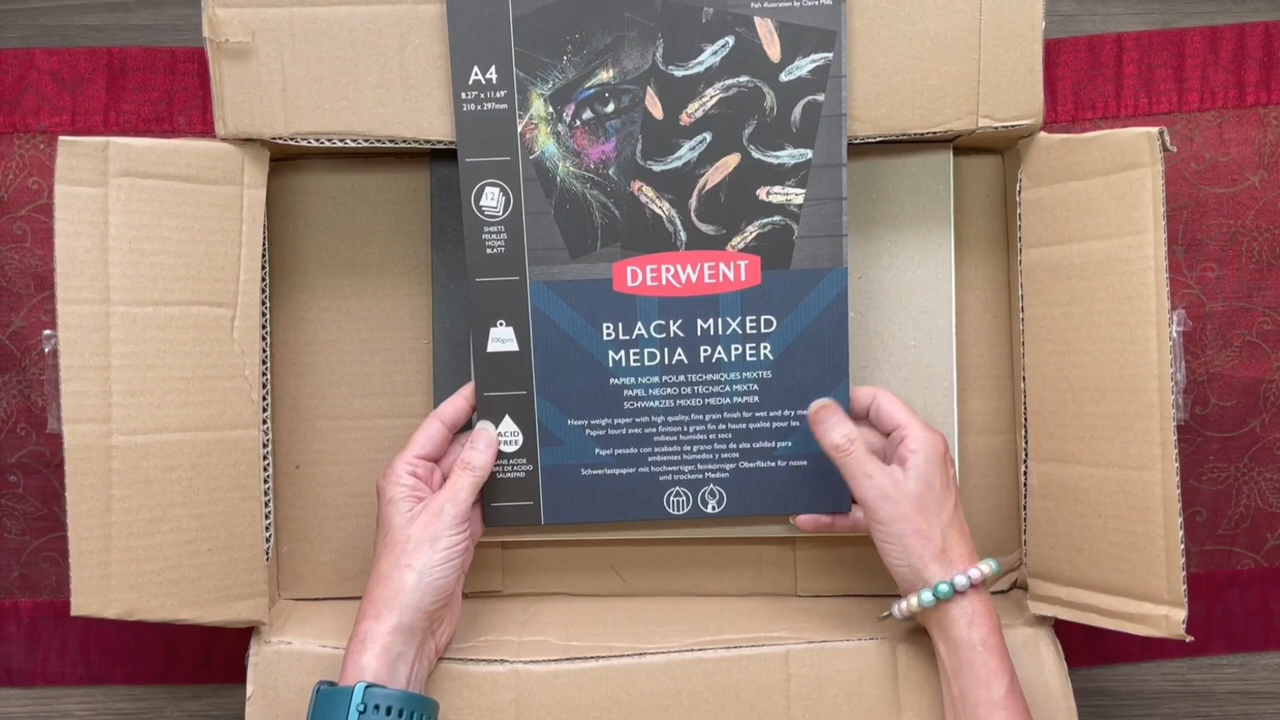 Fish illustration by Claire Mills
A4
8.27" x 11.69"
210 x 297mm
12
SHEETS
FEUILLES
HOJAS
BLATT
300gsm
ACID
FREE
SANS ACIDE
LIBRE DE ACIDO
SÄUREFREI
DERWENT
BLACK MIXED
MEDIA PAPER
PAPIER NOIR POUR TECHNIQUES MIXTES
PAPEL NEGRO DE TÉCNICA MIXTA
SCHWARZES MIXED MEDIA PAPIER
Heavy weight paper with high quality, fine grain finish for wet and dry me
Papier lourd avec une finition à grain fin de haute qualité pour les
milieux humides et secs
Papel pesado con acabado de grano fino de alta calidad para
ambientes húmedos y secos
Schwerlastpapier mit hochwertiger, feinkörniger Oberfläche für nasse
und trockene Medien